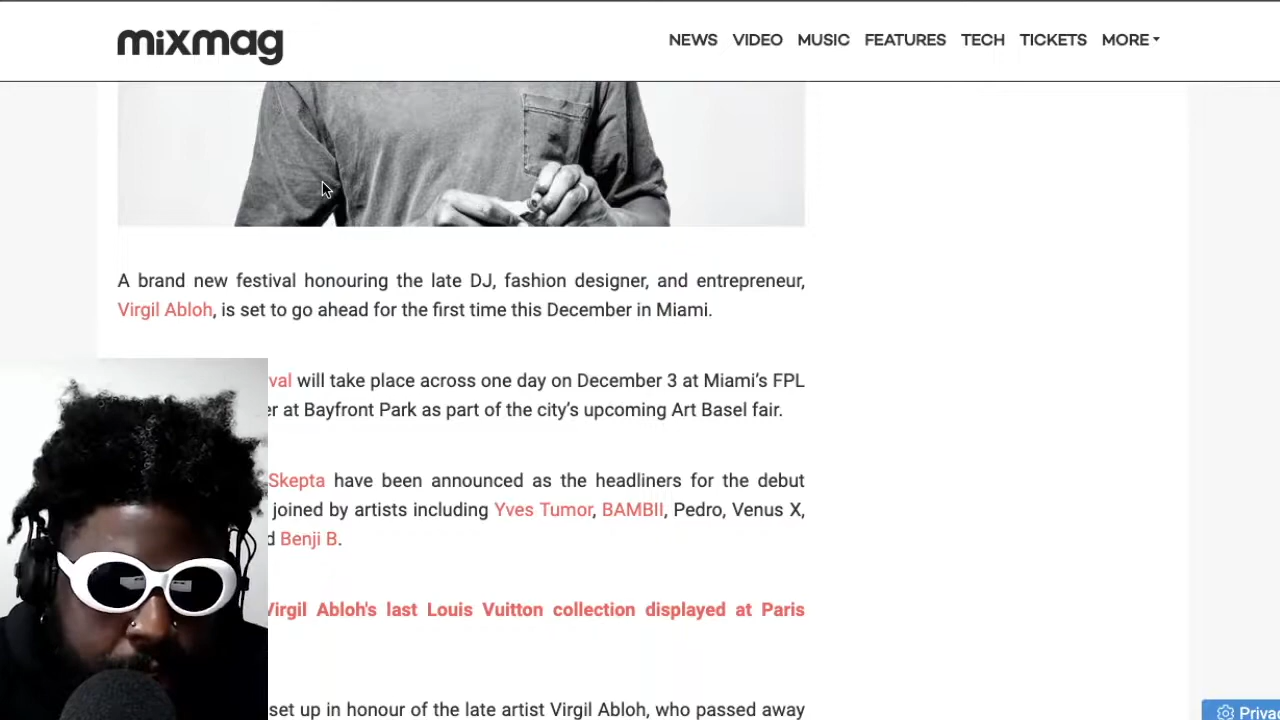 mixmag
NEWS VIDEO MUSIC FEATURES TECH TICKETS MORE
A brand new festival honouring the late DJ, fashion designer, and entrepreneur,
Virgil Abloh, is set to go ahead for the first time this December in Miami.
val will take place across one day on December 3 at Miami’s FPL
er at Bayfront Park as part of the city’s upcoming Art Basel fair.
Skepta have been announced as the headliners for the debut
joined by artists including Yves Tumor, BAMBII, Pedro, Venus X,
d Benji B.
Virgil Abloh's last Louis Vuitton collection displayed at Paris
set up in honour of the late artist Virgil Abloh, who passed away
Privac